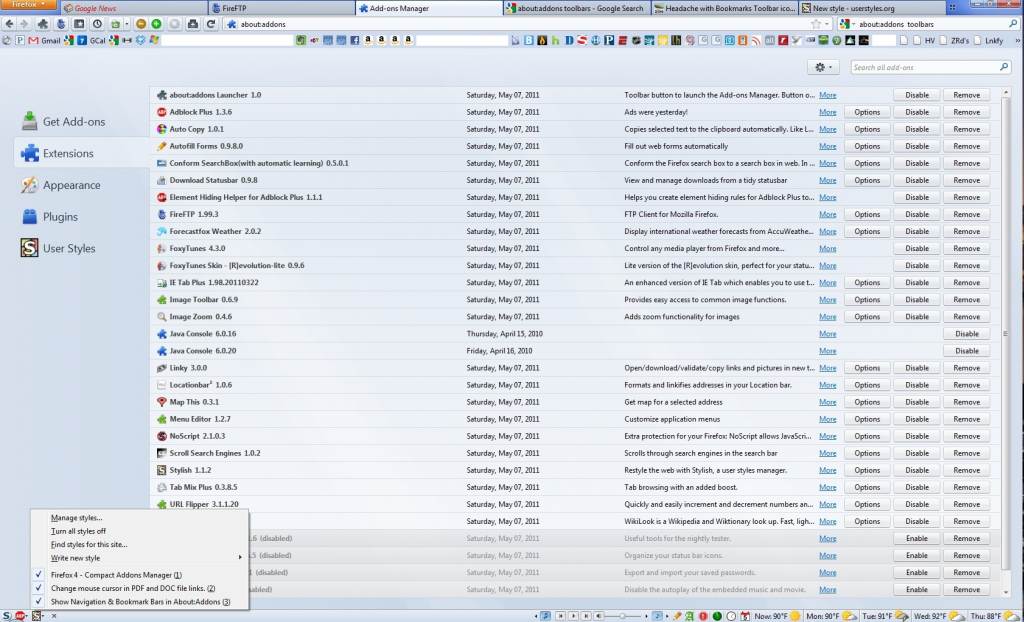 Firefox
Google News
FireFTP
Add-ons Manager
about:addons toolbars - Google Search
Headache with Bookmarks Toolbar ico...
New style - userstyles.org
about:addons
about:addons toolbars
Gmail
GCal
HV
ZRd's
Lnkfy
Search all add-ons
Get Add-ons
Extensions
Appearance
Plugins
User Styles
about:addons Launcher 1.0 Saturday, May 07, 2011 Toolbar button to launch the Add-ons Manager. Button o... More Disable Remove
Adblock Plus 1.3.6 Saturday, May 07, 2011 Ads were yesterday! More Options Disable Remove
Auto Copy 1.0.1 Saturday, May 07, 2011 Copies selected text to the clipboard automatically. Like L... More Options Disable Remove
Autofill Forms 0.9.8.0 Saturday, May 07, 2011 Fill out web forms automatically More Options Disable Remove
Conform SearchBox(with automatic learning) 0.5.0.1 Saturday, May 07, 2011 Conform the Firefox search box to a search box in web. In ... More Options Disable Remove
Download Statusbar 0.9.8 Saturday, May 07, 2011 View and manage downloads from a tidy statusbar More Options Disable Remove
Element Hiding Helper for Adblock Plus 1.1.1 Saturday, May 07, 2011 Helps you create element hiding rules for Adblock Plus to... More Disable Remove
FireFTP 1.99.3 Saturday, May 07, 2011 FTP Client for Mozilla Firefox. More Options Disable Remove
Forecastfox Weather 2.0.2 Saturday, May 07, 2011 Display international weather forecasts from AccuWeathe... More Options Disable Remove
FoxyTunes 4.3.0 Saturday, May 07, 2011 Control any media player from Firefox and more... More Disable Remove
FoxyTunes Skin - [R]evolution-lite 0.9.6 Saturday, May 07, 2011 Lite version of the [R]evolution skin, perfect for your statu... More Disable Remove
IE Tab Plus 1.98.20110322 Saturday, May 07, 2011 An enhanced version of IE Tab which enables you to use t... More Options Disable Remove
Image Toolbar 0.6.9 Saturday, May 07, 2011 Provides easy access to common image functions. More Options Disable Remove
Image Zoom 0.4.6 Saturday, May 07, 2011 Adds zoom functionality for images More Options Disable Remove
Java Console 6.0.16 Thursday, April 15, 2010 More Disable
Java Console 6.0.20 Friday, April 16, 2010 More Disable
Linky 3.0.0 Saturday, May 07, 2011 Open/download/validate/copy links and pictures in new t... More Options Disable Remove
Locationbar² 1.0.6 Saturday, May 07, 2011 Formats and linkifies addresses in your Location bar. More Options Disable Remove
Map This 0.3.1 Saturday, May 07, 2011 Get map for a selected address More Options Disable Remove
Menu Editor 1.2.7 Saturday, May 07, 2011 Customize application menus More Options Disable Remove
NoScript 2.1.0.3 Saturday, May 07, 2011 Extra protection for your Firefox: NoScript allows JavaScri... More Options Disable Remove
Scroll Search Engines 1.0.2 Saturday, May 07, 2011 Scrolls through search engines in the search bar More Options Disable Remove
Stylish 1.1.2 Saturday, May 07, 2011 Restyle the web with Stylish, a user styles manager. More Options Disable Remove
Tab Mix Plus 0.3.8.5 Saturday, May 07, 2011 Tab browsing with an added boost. More Options Disable Remove
URL Flipper 3.1.1.20 Saturday, May 07, 2011 Quickly and easily increment and decrement numbers an... More Options Disable Remove
Saturday, May 07, 2011 WikiLook is a Wikipedia and Wiktionary look up. Fast, ligh... More Options Disable Remove
.6 (disabled) Saturday, May 07, 2011 Useful tools for the nightly tester. More Enable Remove
.5 (disabled) Saturday, May 07, 2011 Organize your status bar icons. More Enable Remove
(disabled) Saturday, May 07, 2011 Export and import your saved passwords. More Enable Remove
(disabled) Saturday, May 07, 2011 Disable the autoplay of the embedded music and movie. More Enable Remove
Manage styles...
Turn all styles off
Find styles for this site...
Write new style
Firefox 4 - Compact Addons Manager (1)
Change mouse cursor in PDF and DOC file links. (2)
Show Navigation & Bookmark Bars in About:Addons (3)
Now: 90°F Mon: 90°F Tue: 91°F Wed: 92°F Thu: 88°F